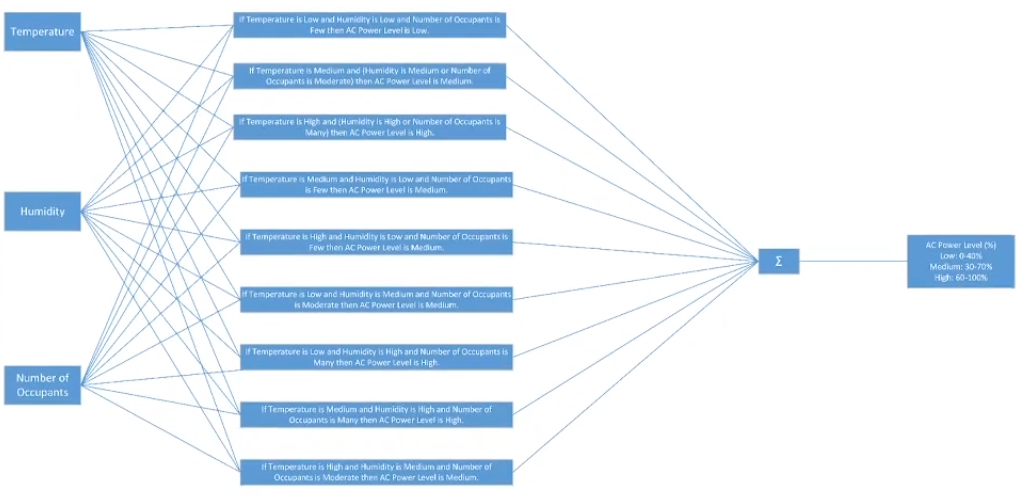 Temperature
Humidity
Number of
Occupants
If Temperature is Low and Humidity is Low and Number of Occupants is
Few then AC Power Level is Low.
If Temperature is Medium and (Humidity is Medium or Number of
Occupants is Moderate) then AC Power Level is Medium.
If Temperature is High and (Humidity is High or Number of Occupants is
Many) then AC Power Level is High.
If Temperature is Medium and Humidity is Low and Number of Occupants
is Few then AC Power Level is Medium.
If Temperature is High and Humidity is Low and Number of Occupants is
Few then AC Power Level is Medium.
If Temperature is Low and Humidity is Medium and Number of Occupants
is Moderate then AC Power Level is Medium.
If Temperature is Low and Humidity is High and Number of Occupants is
Many then AC Power Level is High.
If Temperature is Medium and Humidity is High and Number of
Occupants is Many then AC Power Level is High.
If Temperature is High and Humidity is Medium and Number of
Occupants is Moderate then AC Power Level is Medium.
Σ
AC Power Level (%)
Low: 0-40%
Medium: 30-70%
High: 60-100%